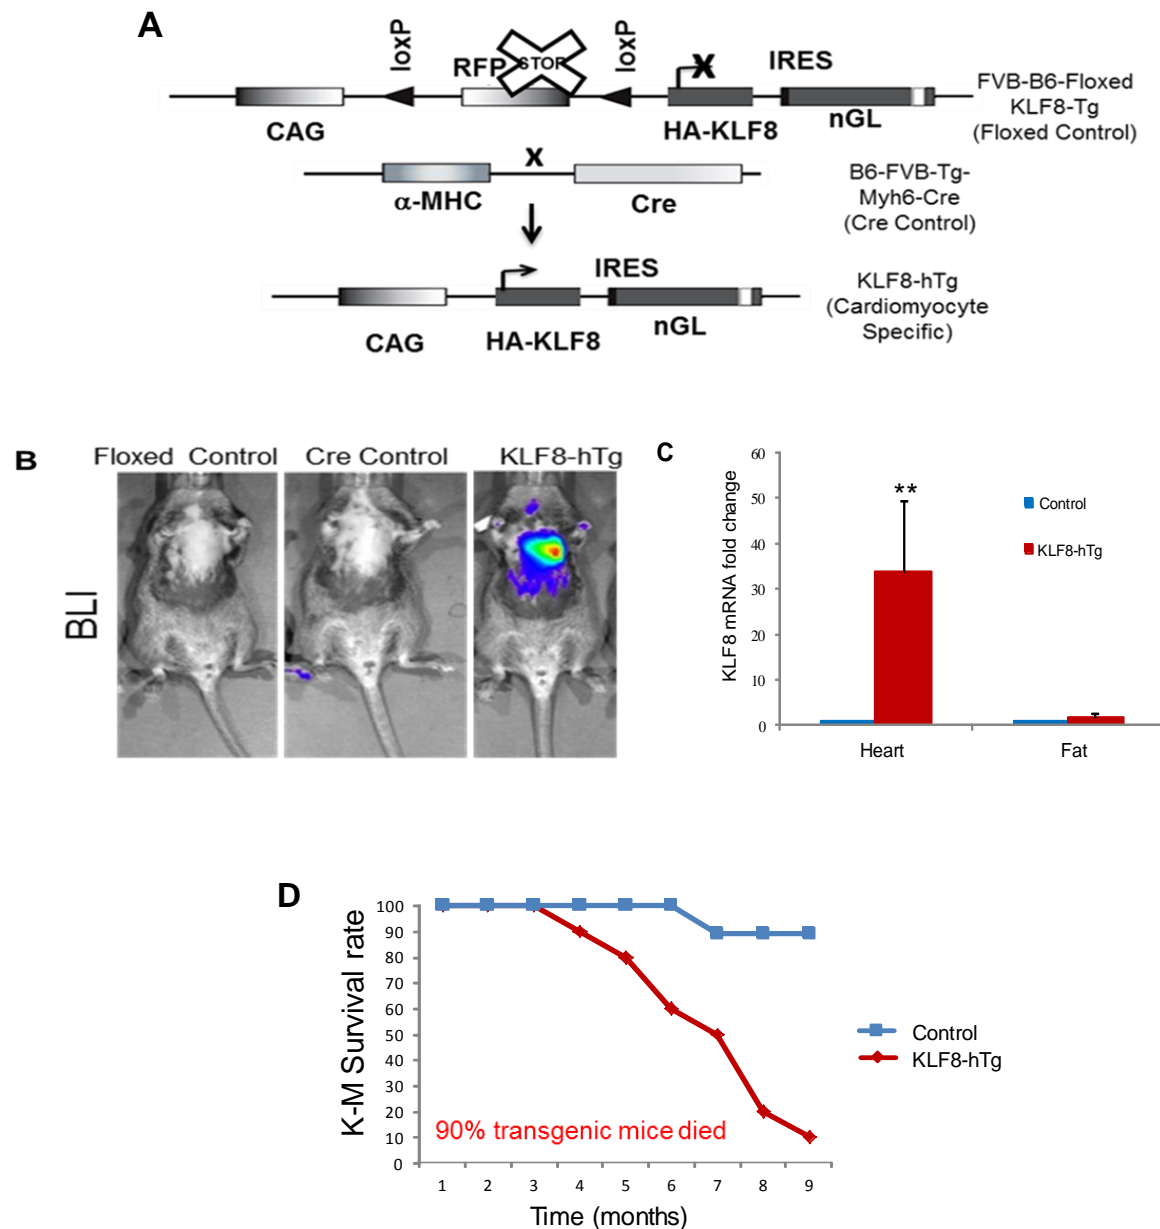 A
loxP
RFP
STOP
loxP
X
IRES
CAG
HA-KLF8
nGL
FVB-B6-Floxed
KLF8-Tg
(Floxed Control)
x
α-MHC
Cre
B6-FVB-Tg-
Myh6-Cre
(Cre Control)
IRES
CAG
HA-KLF8
nGL
KLF8-hTg
(Cardiomyocyte
Specific)
B
Floxed Control
Cre Control
KLF8-hTg
BLI
C
KLF8 mRNA fold change
60
50
40
30
20
10
0
**
Control
KLF8-hTg
Heart
Fat
D
K-M Survival rate
100
90
80
70
60
50
40
30
20
10
0
90% transgenic mice died
Control
KLF8-hTg
1 2 3 4 5 6 7 8 9
Time (months)